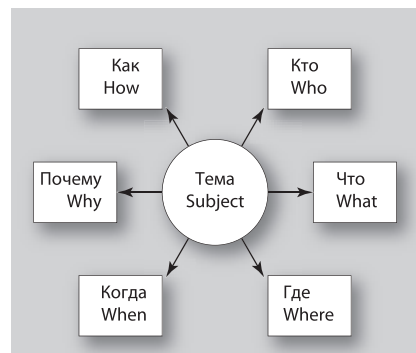 Как
How
Кто
Who
Почему
Why
Тема
Subject
Что
What
Когда
When
Где
Where